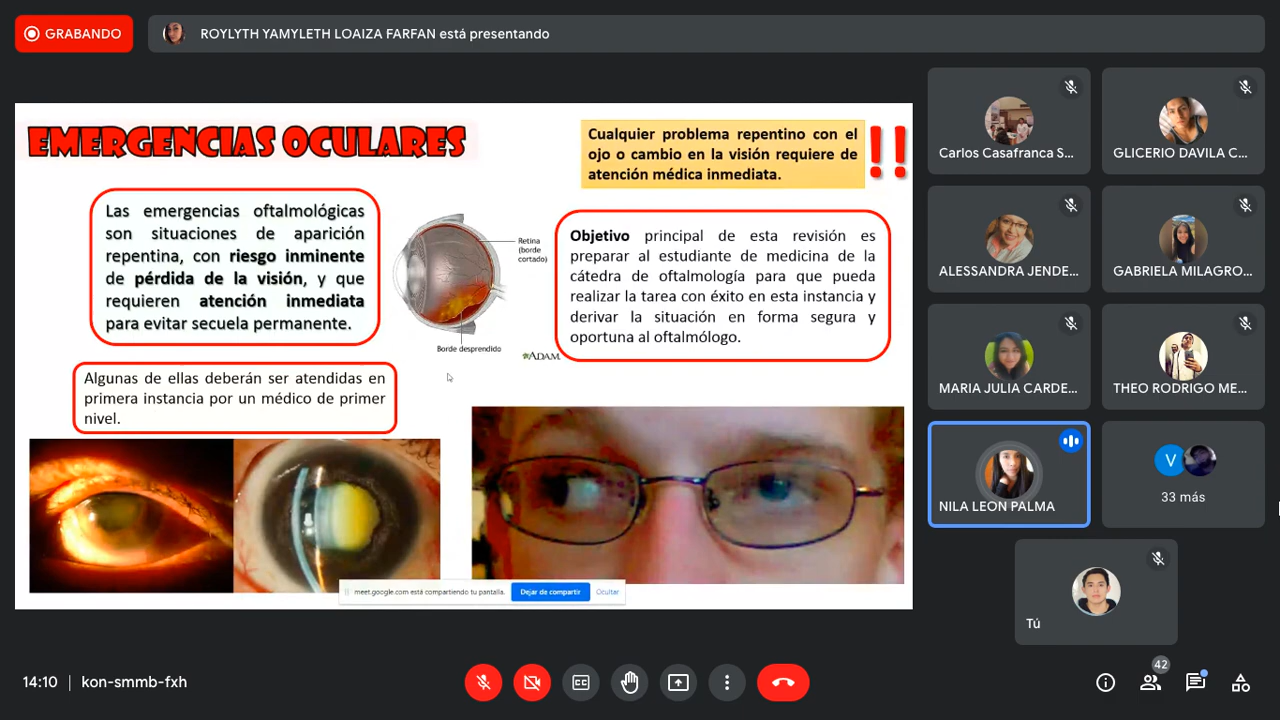 GRABANDO
ROYLYTH YAMYLETH LOAIZA FARFAN está presentando
EMERGENCIAS OCULARES
Cualquier problema repentino con el
ojo o cambio en la visión requiere de
atención médica inmediata.
!!
Las emergencias oftalmológicas
son situaciones de aparición
repentina, con riesgo inminente
de pérdida de la visión, y que
requieren atención inmediata
para evitar secuela permanente.
Retina
(borde
cortado)
Borde desprendido
ADAM
Objetivo principal de esta revisión es
preparar al estudiante de medicina de la
cátedra de oftalmología para que pueda
realizar la tarea con éxito en esta instancia y
derivar la situación en forma segura y
oportuna al oftalmólogo.
Algunas de ellas deberán ser atendidas en
primera instancia por un médico de primer
nivel.
meet.google.com está compartiendo tu pantalla.
Dejar de compartir
Ocultar
Carlos Casafranca S...
GLICERIO DAVILA C...
ALESSANDRA JENDE...
GABRIELA MILAGRO...
MARIA JULIA CARDE...
THEO RODRIGO ME...
NILA LEON PALMA
V
33 más
Tú
14:10 | kon-smmb-fxh
CC
42